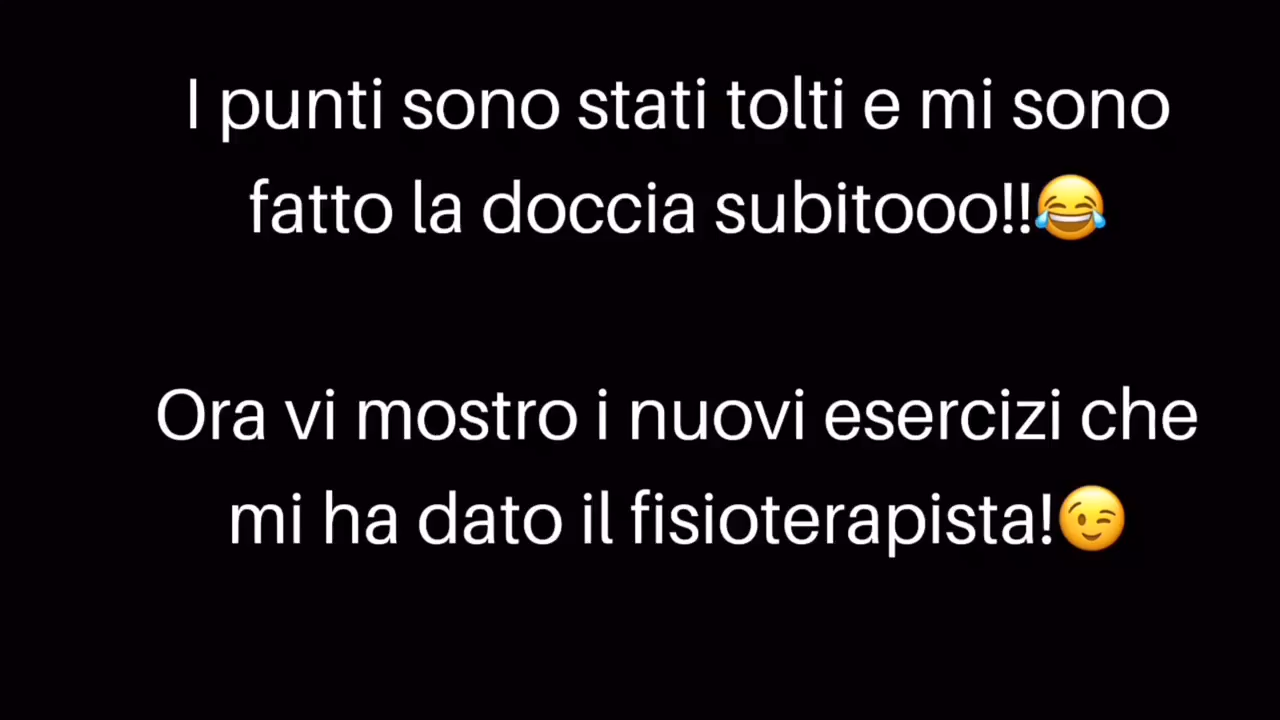 I punti sono stati tolti e mi sono
fatto la doccia subitooo!!😂
Ora vi mostro i nuovi esercizi che
mi ha dato il fisioterapista!😉